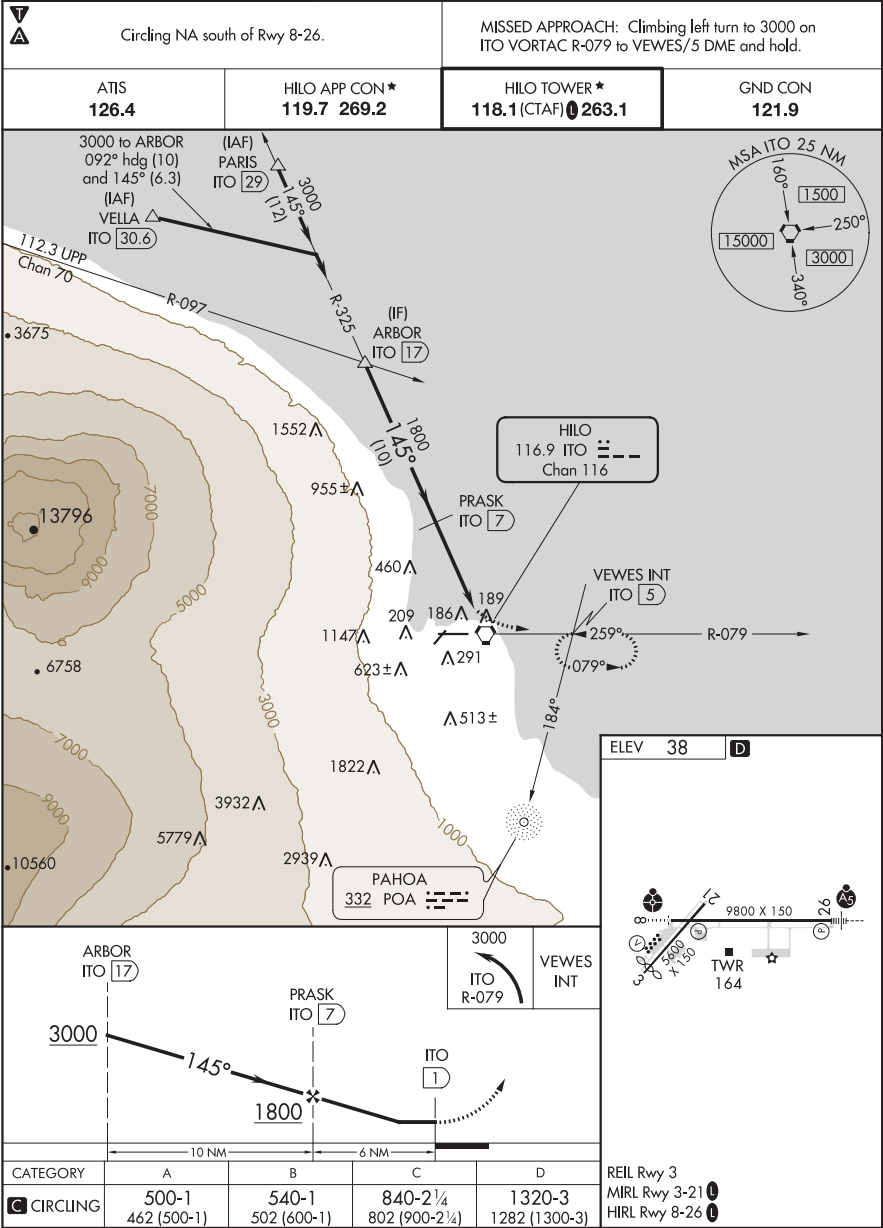 T
A
Circling NA south of Rwy 8-26.
MISSED APPROACH: Climbing left turn to 3000 on
ITO VORTAC R-079 to VEWES/5 DME and hold.
ATIS
126.4
HILO APP CON★
119.7 269.2
HILO TOWER★
118.1(CTAF) L 263.1
GND CON
121.9
3000 to ARBOR
092° hdg (10)
and 145° (6.3)
(IAF)
VELLA
ITO 30.6
(IAF)
PARIS
ITO 29
3000
145°
(12)
MSA ITO 25 NM
160°
1500
250°
15000
3000
340°
112.3 UPP
Chan 70
R-097
R-325
(IF)
ARBOR
ITO 17
3675
1552
1800
145°
(10)
HILO
116.9 ITO
Chan 116
955±
7000
13796
PRASK
ITO 7
9000
460
5000
VEWES INT
ITO 5
189
186
209
1147
259°
R-079
291
6758
623±
079°
3000
513±
184°
7000
1822
9000
3932
1000
5779
10560
2939
PAHOA
332 POA
ELEV 38
D
21
9800 X 150
26
A5
8
V
P
P
5600
X 150
3
TWR
164
3000
ITO
R-079
VEWES
INT
ARBOR
ITO 17
PRASK
ITO 7
3000
145°
ITO
1
1800
10 NM
6 NM
CATEGORY A B C D
C CIRCLING
500-1
462 (500-1)
540-1
502 (600-1)
840-2¼
802 (900-2¼)
1320-3
1282 (1300-3)
REIL Rwy 3
MIRL Rwy 3-21 L
HIRL Rwy 8-26 L